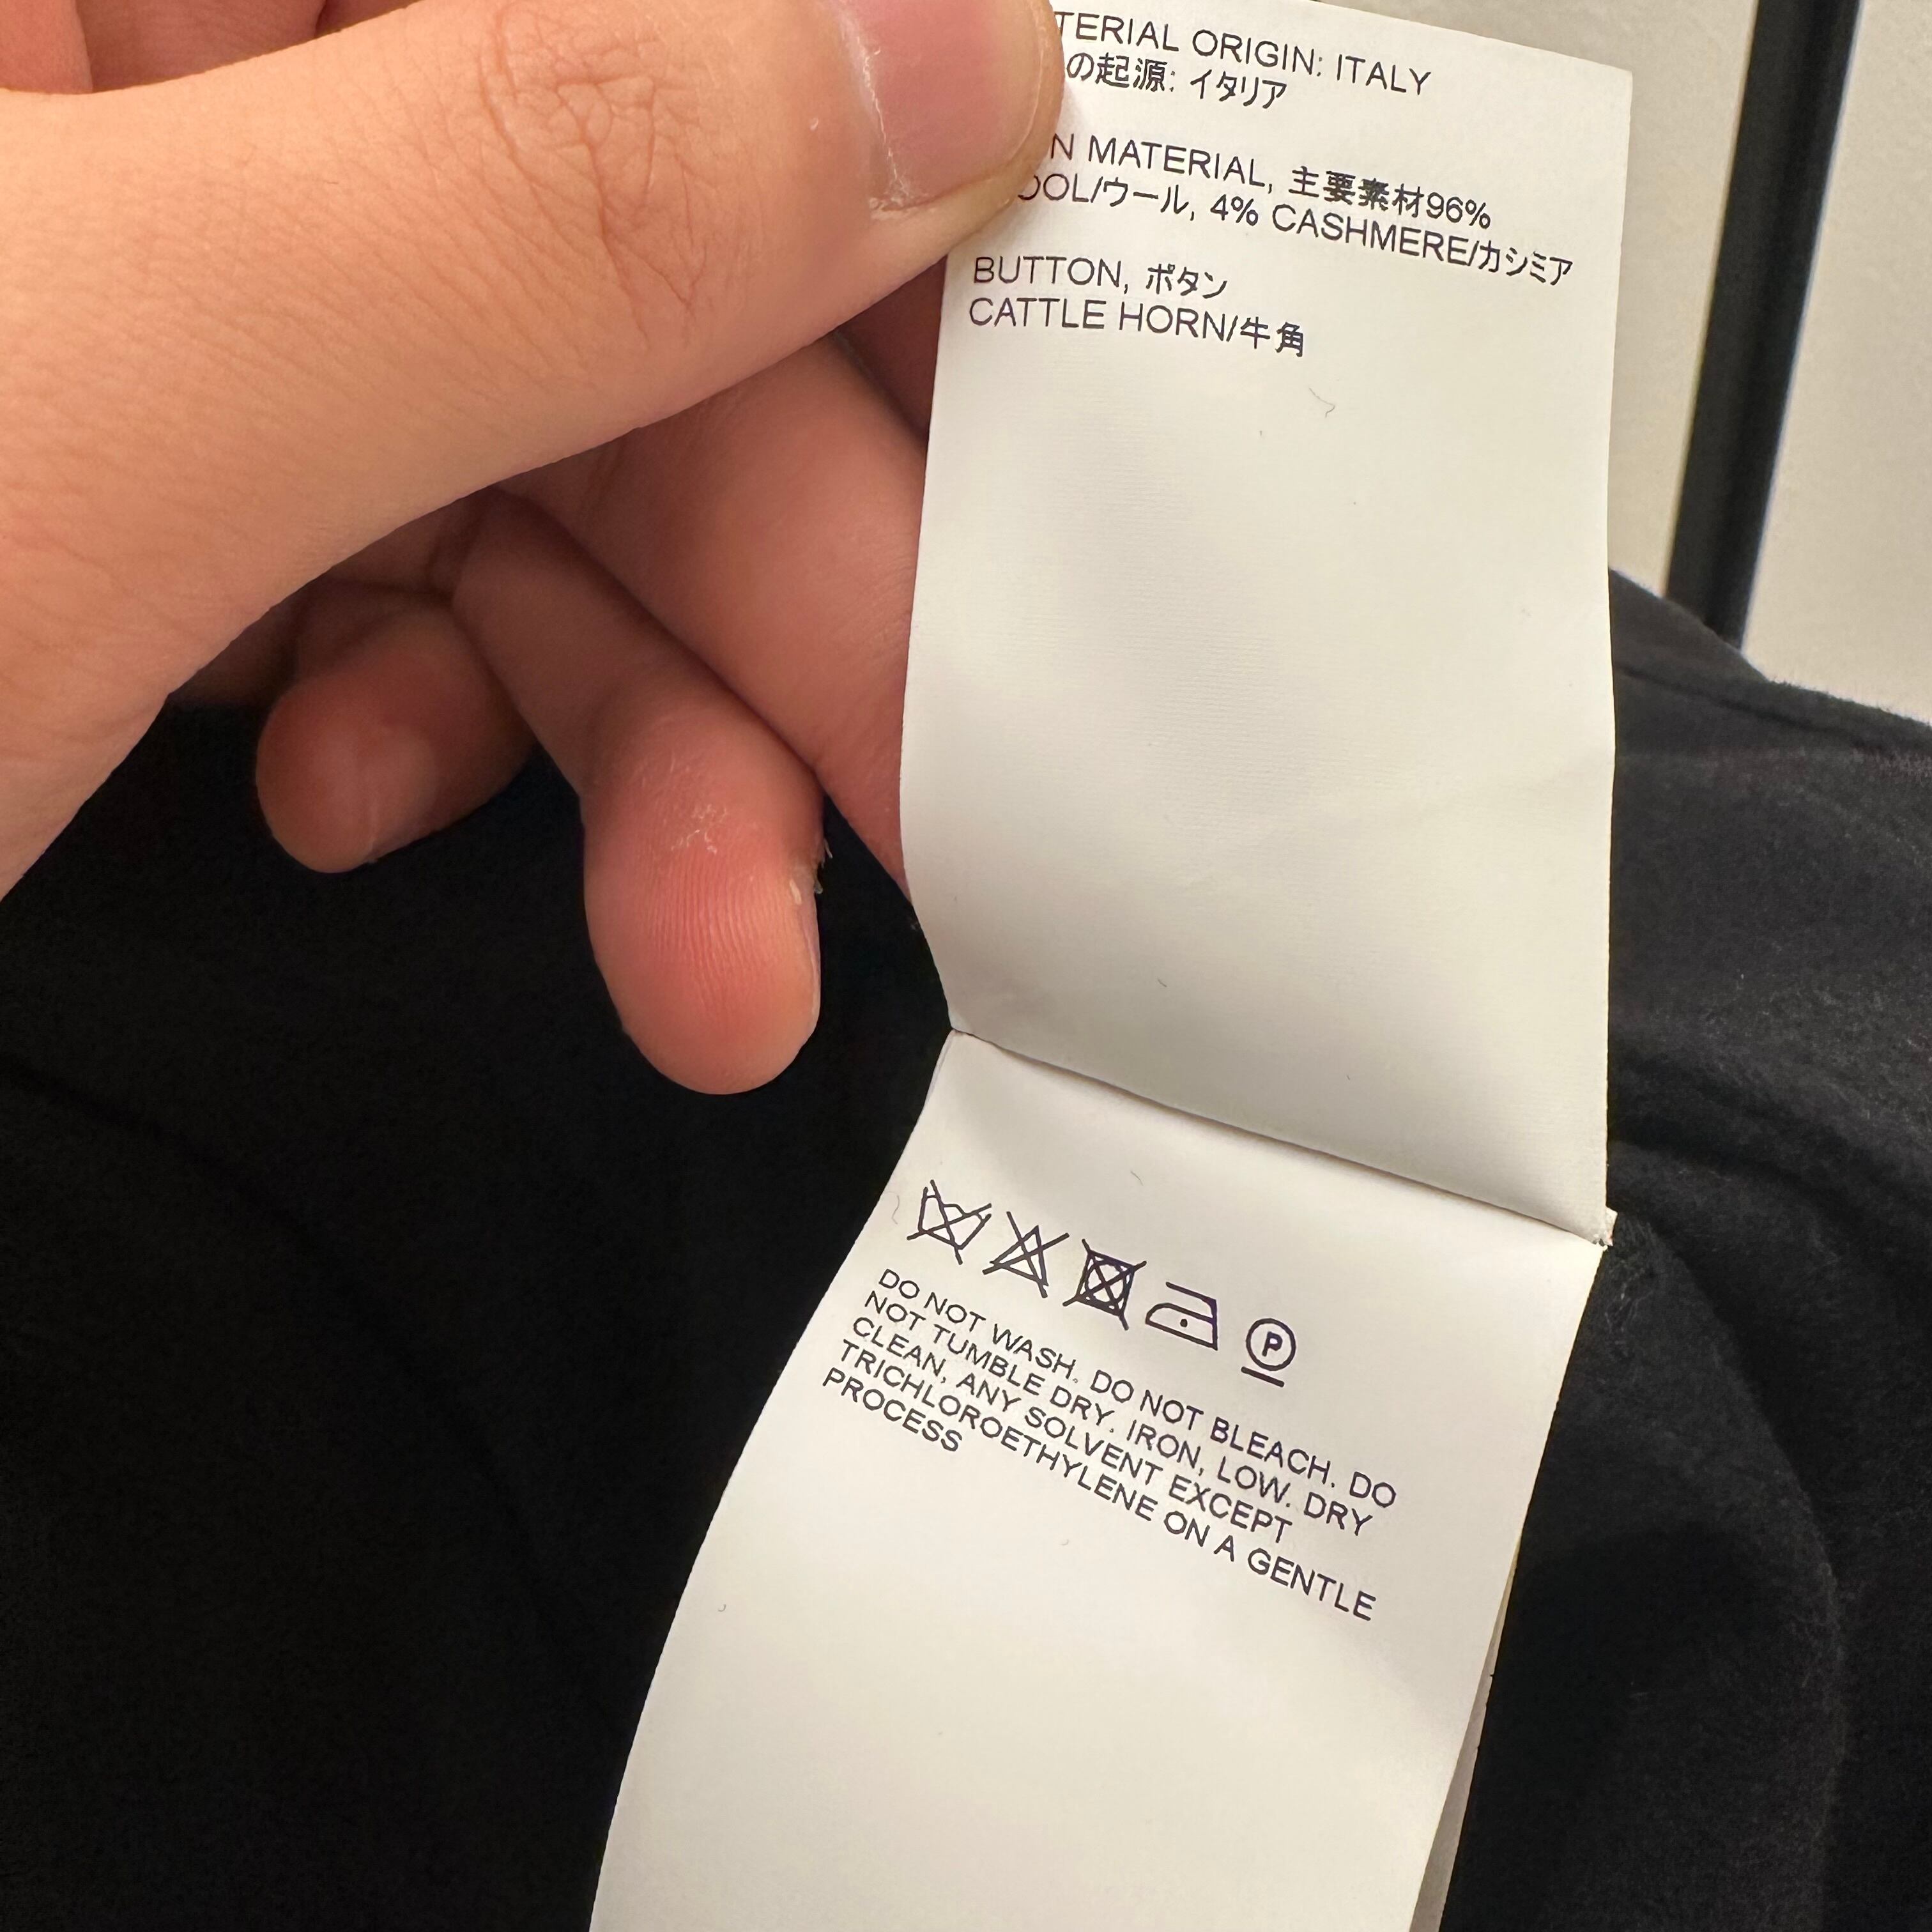 TERIAL ORIGIN: ITALY
の起源: イタリア
N MATERIAL, 主要素材96%
OOL/ウール, 4% CASHMERE/カシミア
BUTTON, ボタン
CATTLE HORN/牛角
P
DO NOT WASH. DO NOT BLEACH. DO
NOT TUMBLE DRY. IRON, LOW. DRY
CLEAN, ANY SOLVENT EXCEPT
TRICHLOROETHYLENE ON A GENTLE
PROCESS